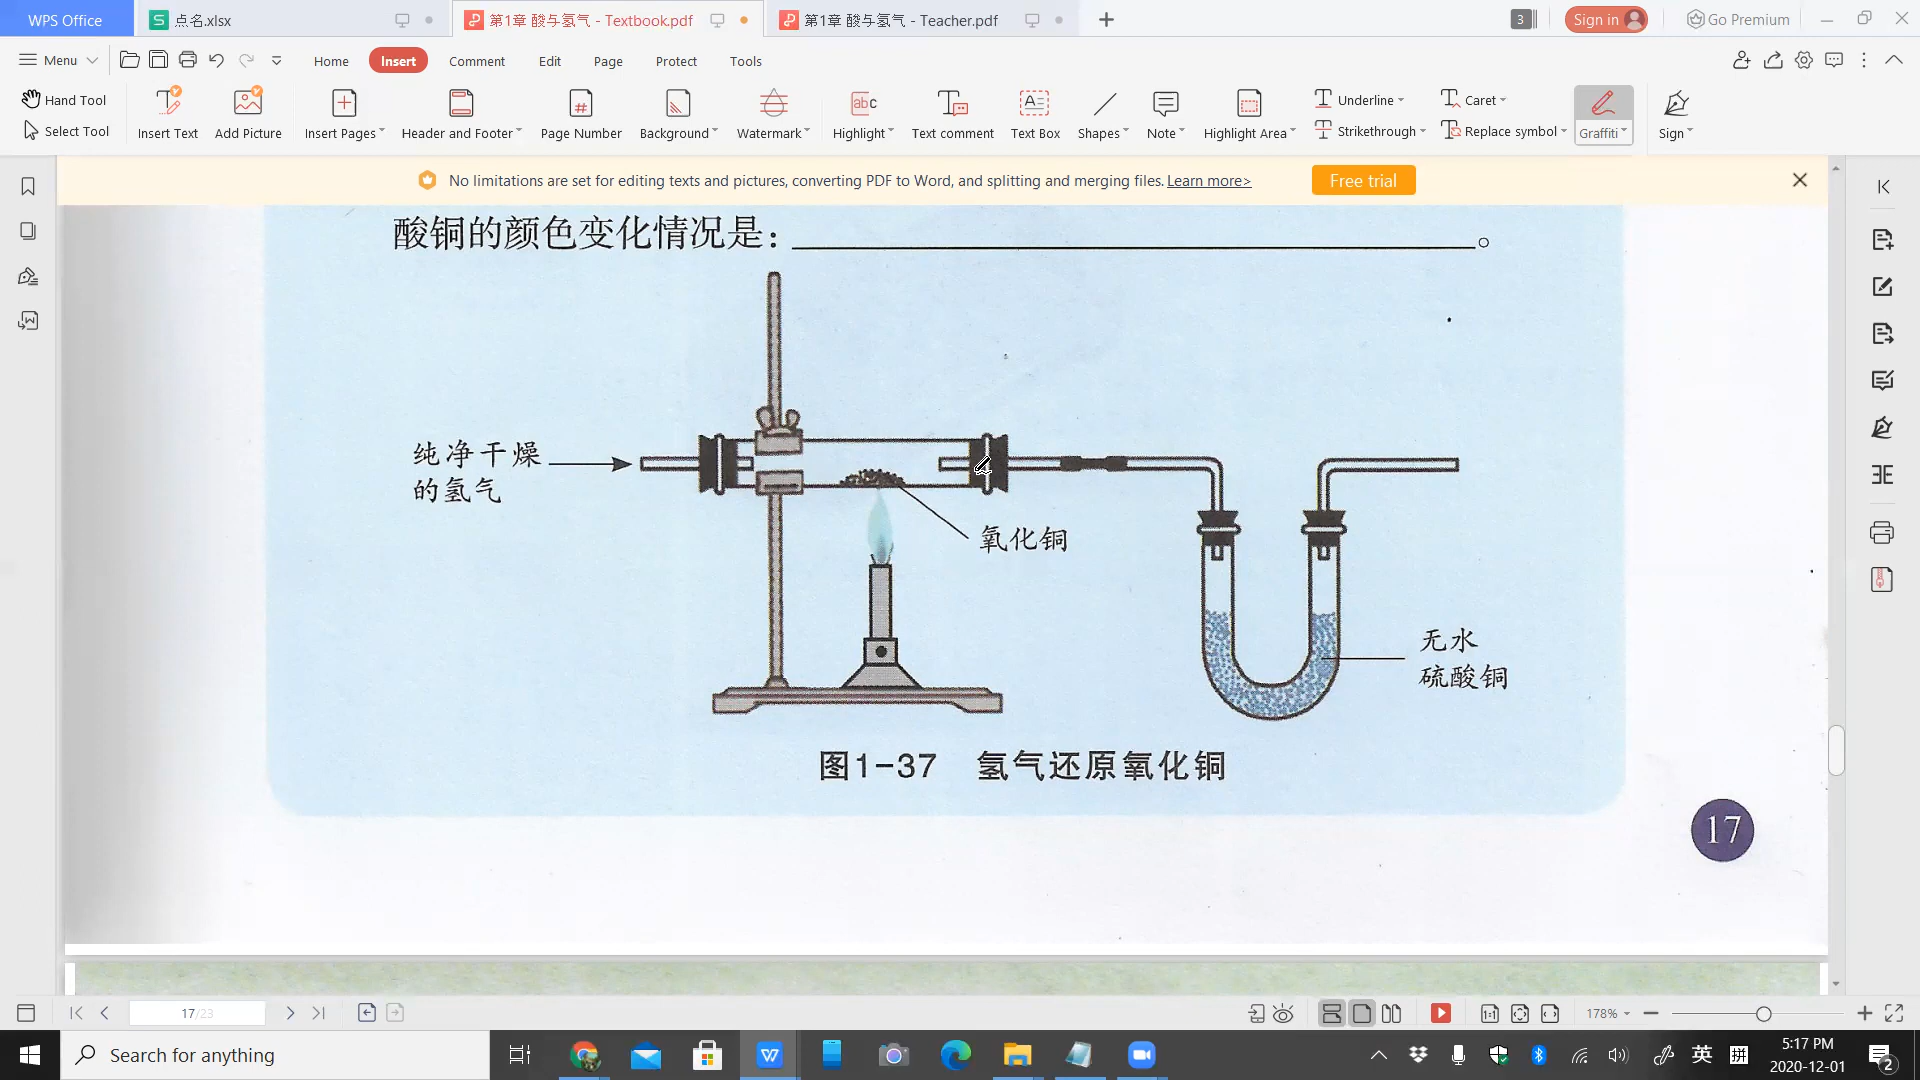 WPS Office
点名.xlsx
第1章 酸与氢气 - Textbook.pdf
第1章 酸与氢气 - Teacher.pdf
3
Sign in
Go Premium
Menu
Home
Insert
Comment
Edit
Page
Protect
Tools
Hand Tool
Select Tool
Insert Text
Add Picture
Insert Pages
Header and Footer
Page Number
Background
Watermark
Highlight
Text comment
Text Box
Shapes
Note
Highlight Area
Underline
Strikethrough
Caret
Replace symbol
Graffiti
Sign
No limitations are set for editing texts and pictures, converting PDF to Word, and splitting and merging files. Learn more>
Free trial
酸铜的颜色变化情况是：。
纯净干燥
的氢气
氧化铜
无水
硫酸铜
图1-37 氢气还原氧化铜
17
17/23
178%
Search for anything
英
拼
5:17 PM
2020-12-01
2